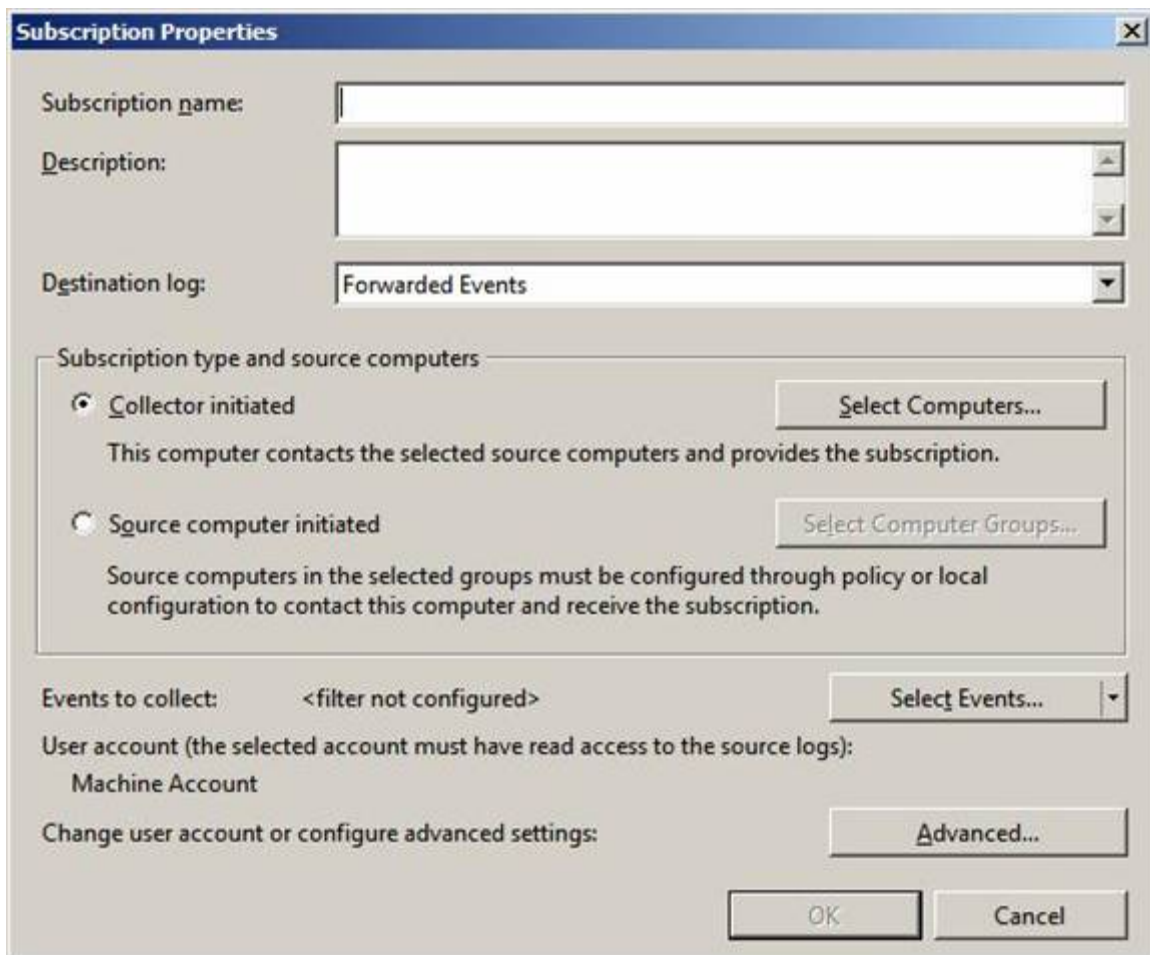 Subscription Properties
Subscription name:
Description:
Destination log: Forwarded Events
Subscription type and source computers
Collector initiated Select Computers...
This computer contacts the selected source computers and provides the subscription.
Source computer initiated Select Computer Groups...
Source computers in the selected groups must be configured through policy or local
configuration to contact this computer and receive the subscription.
Events to collect: <filter not configured> Select Events...
User account (the selected account must have read access to the source logs):
Machine Account
Change user account or configure advanced settings: Advanced...
OK Cancel